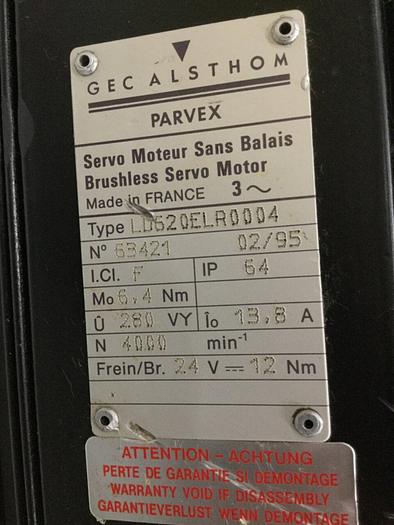 GEC ALSTHOM
PARVEX
Servo Moteur Sans Balais
Brushless Servo Motor
Made in FRANCE 3~
Type LD620ELR0004
N° 63421 02/95
I.Cl. F IP 64
Mo 6,4 Nm
Û 280 VY Îo 13,8 A
N 4000 min⁻¹
Frein/Br. 24 V ⎓ 12 Nm
ATTENTION - ACHTUNG
PERTE DE GARANTIE SI DEMONTAGE
WARRANTY VOID IF DISASSEMBLY
GARANTIEVERLUST WENN DEMONTAGE